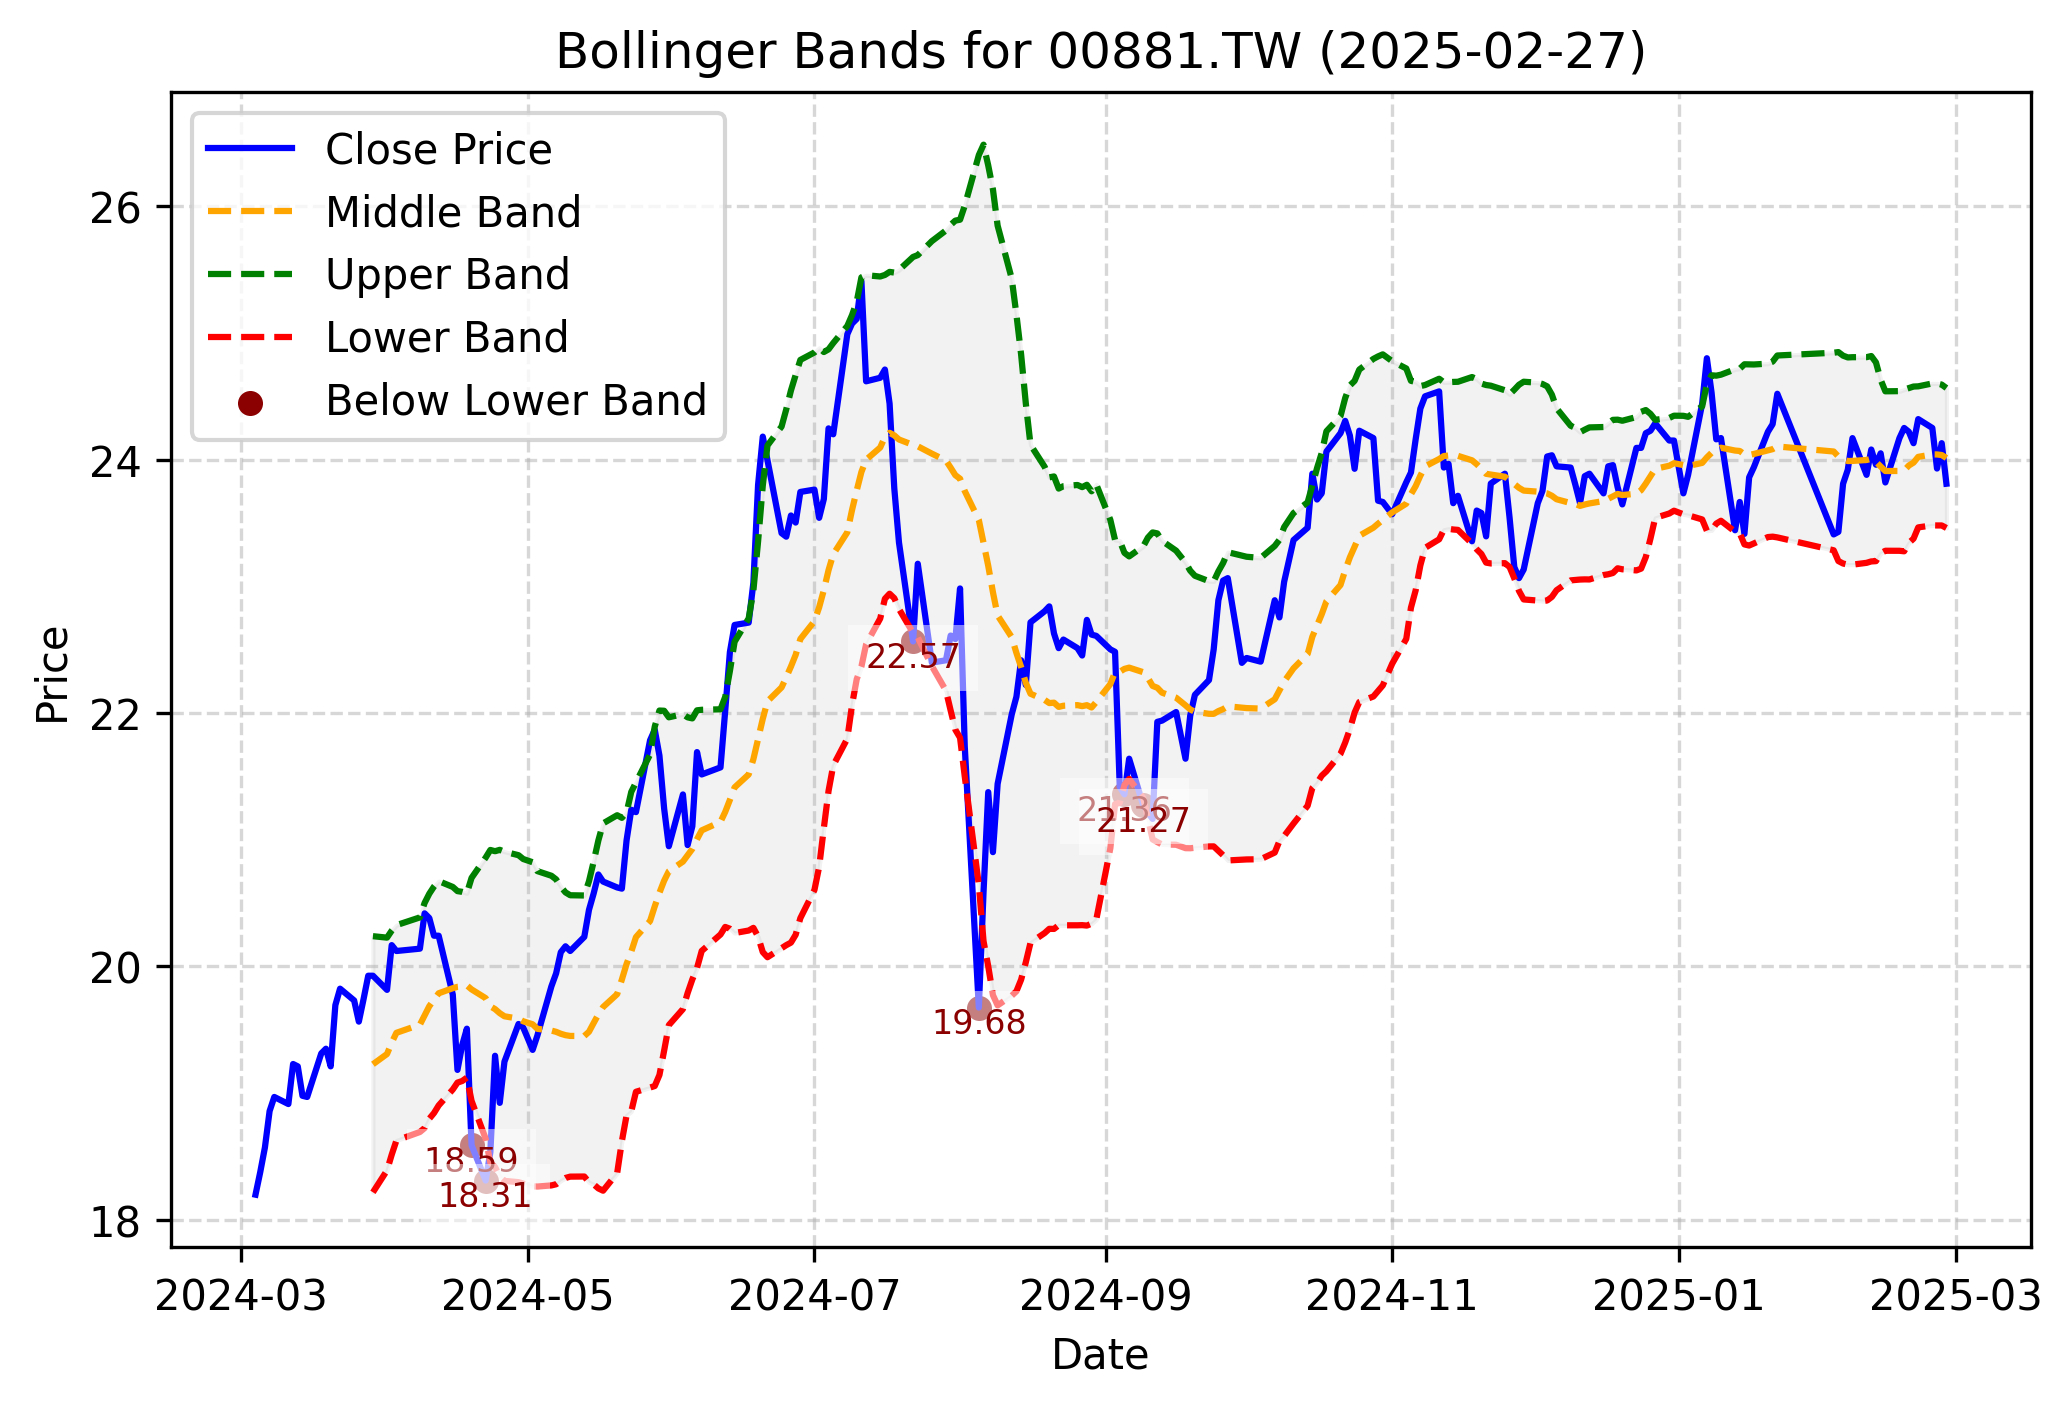 Bollinger Bands for 00881.TW (2025-02-27)
Close Price
Middle Band
Upper Band
Lower Band
Below Lower Band
26
24
22
20
18
Price
22.57
21.36
21.27
19.68
18.59
18.31
2024-03
2024-05
2024-07
2024-09
2024-11
2025-01
2025-03
Date